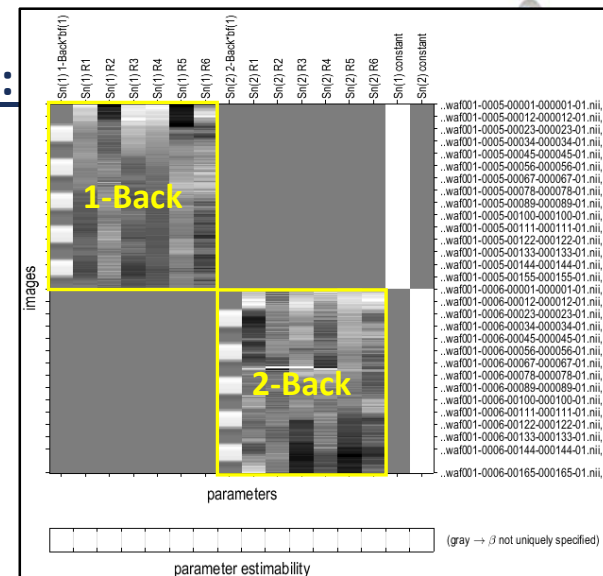 :
Sn(1) 1-Back*bf(1)
Sn(1) R1
Sn(1) R2
Sn(1) R3
Sn(1) R4
Sn(1) R5
Sn(1) R6
Sn(2) 2-Back*bf(1)
Sn(2) R1
Sn(2) R2
Sn(2) R3
Sn(2) R4
Sn(2) R5
Sn(2) R6
Sn(1) constant
Sn(2) constant
images
1-Back
2-Back
..waf001-0005-00001-000001-01.nii,
..waf001-0005-00012-000012-01.nii,
..waf001-0005-00023-000023-01.nii,
..waf001-0005-00034-000034-01.nii,
..waf001-0005-00045-000045-01.nii,
..waf001-0005-00056-000056-01.nii,
..waf001-0005-00067-000067-01.nii,
..waf001-0005-00078-000078-01.nii,
..waf001-0005-00089-000089-01.nii,
..waf001-0005-00100-000100-01.nii,
..waf001-0005-00111-000111-01.nii,
..waf001-0005-00122-000122-01.nii,
..waf001-0005-00133-000133-01.nii,
..waf001-0005-00144-000144-01.nii,
..waf001-0005-00155-000155-01.nii,
..waf001-0006-00001-000001-01.nii,
..waf001-0006-00012-000012-01.nii,
..waf001-0006-00023-000023-01.nii,
..waf001-0006-00034-000034-01.nii,
..waf001-0006-00045-000045-01.nii,
..waf001-0006-00056-000056-01.nii,
..waf001-0006-00067-000067-01.nii,
..waf001-0006-00078-000078-01.nii,
..waf001-0006-00089-000089-01.nii,
..waf001-0006-00100-000100-01.nii,
..waf001-0006-00111-000111-01.nii,
..waf001-0006-00122-000122-01.nii,
..waf001-0006-00133-000133-01.nii,
..waf001-0006-00144-000144-01.nii,
..waf001-0006-00165-000165-01.nii,
parameters
(gray → β not uniquely specified)
parameter estimability